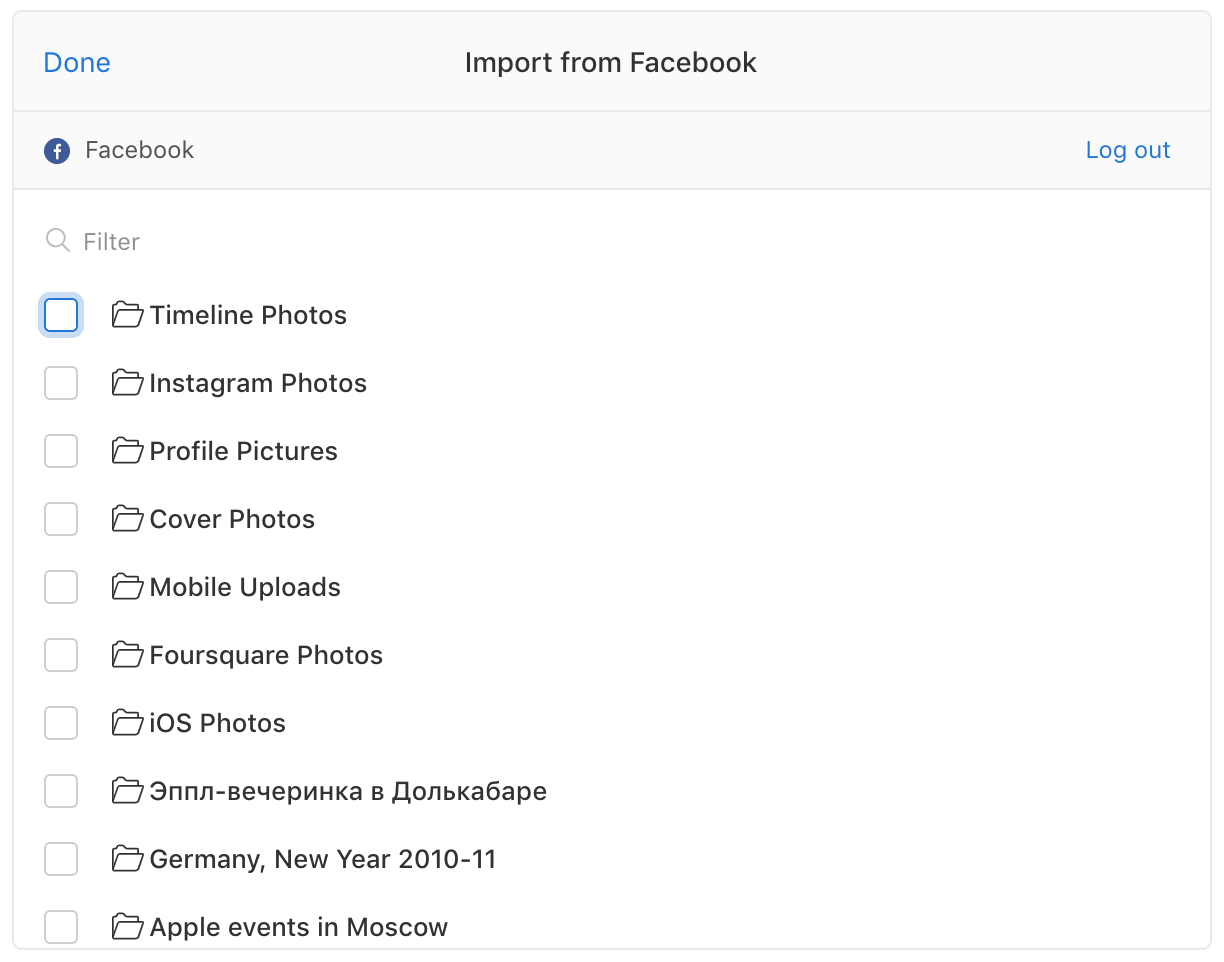 Done
Import from Facebook
Facebook
Log out
Filter
Timeline Photos
Instagram Photos
Profile Pictures
Cover Photos
Mobile Uploads
Foursquare Photos
iOS Photos
Эппл-вечеринка в Долькабаре
Germany, New Year 2010-11
Apple events in Moscow